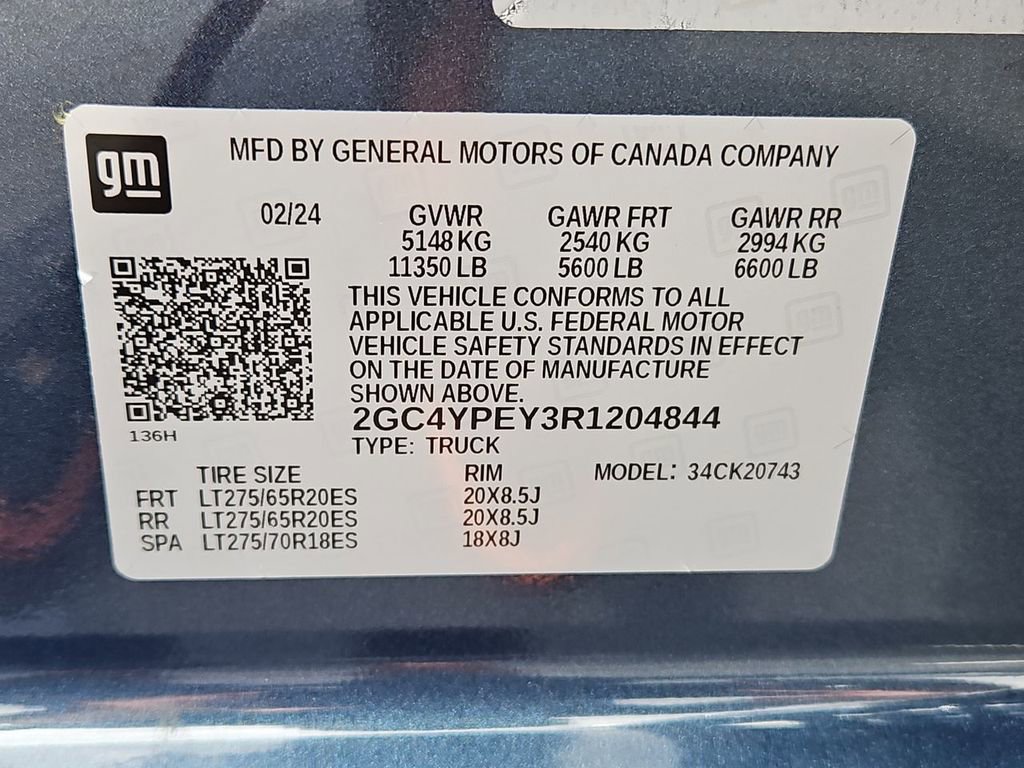 gm
MFD BY GENERAL MOTORS OF CANADA COMPANY
02/24 GVWR GAWR FRT GAWR RR
5148 KG 2540 KG 2994 KG
11350 LB 5600 LB 6600 LB
THIS VEHICLE CONFORMS TO ALL
APPLICABLE U.S. FEDERAL MOTOR
VEHICLE SAFETY STANDARDS IN EFFECT
ON THE DATE OF MANUFACTURE
SHOWN ABOVE.
2GC4YPEY3R1204844
136H
TYPE: TRUCK
TIRE SIZE RIM MODEL: 34CK20743
FRT LT275/65R20ES 20X8.5J
RR LT275/65R20ES 20X8.5J
SPA LT275/70R18ES 18X8J